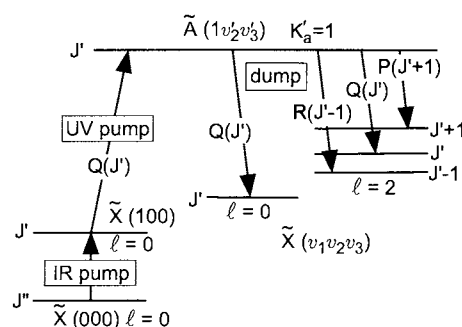 Ã (1v'₂v'₃) K'ₐ=1
J'
dump
P(J'+1)
Q(J')
R(J'-1)
UV pump
Q(J')
Q(J')
J'+1
J'
J'-1
ℓ = 2
J'
ℓ = 0
X̃ (v₁v₂v₃)
J'
X̃ (100)
ℓ = 0
IR pump
J"
X̃ (000) ℓ = 0